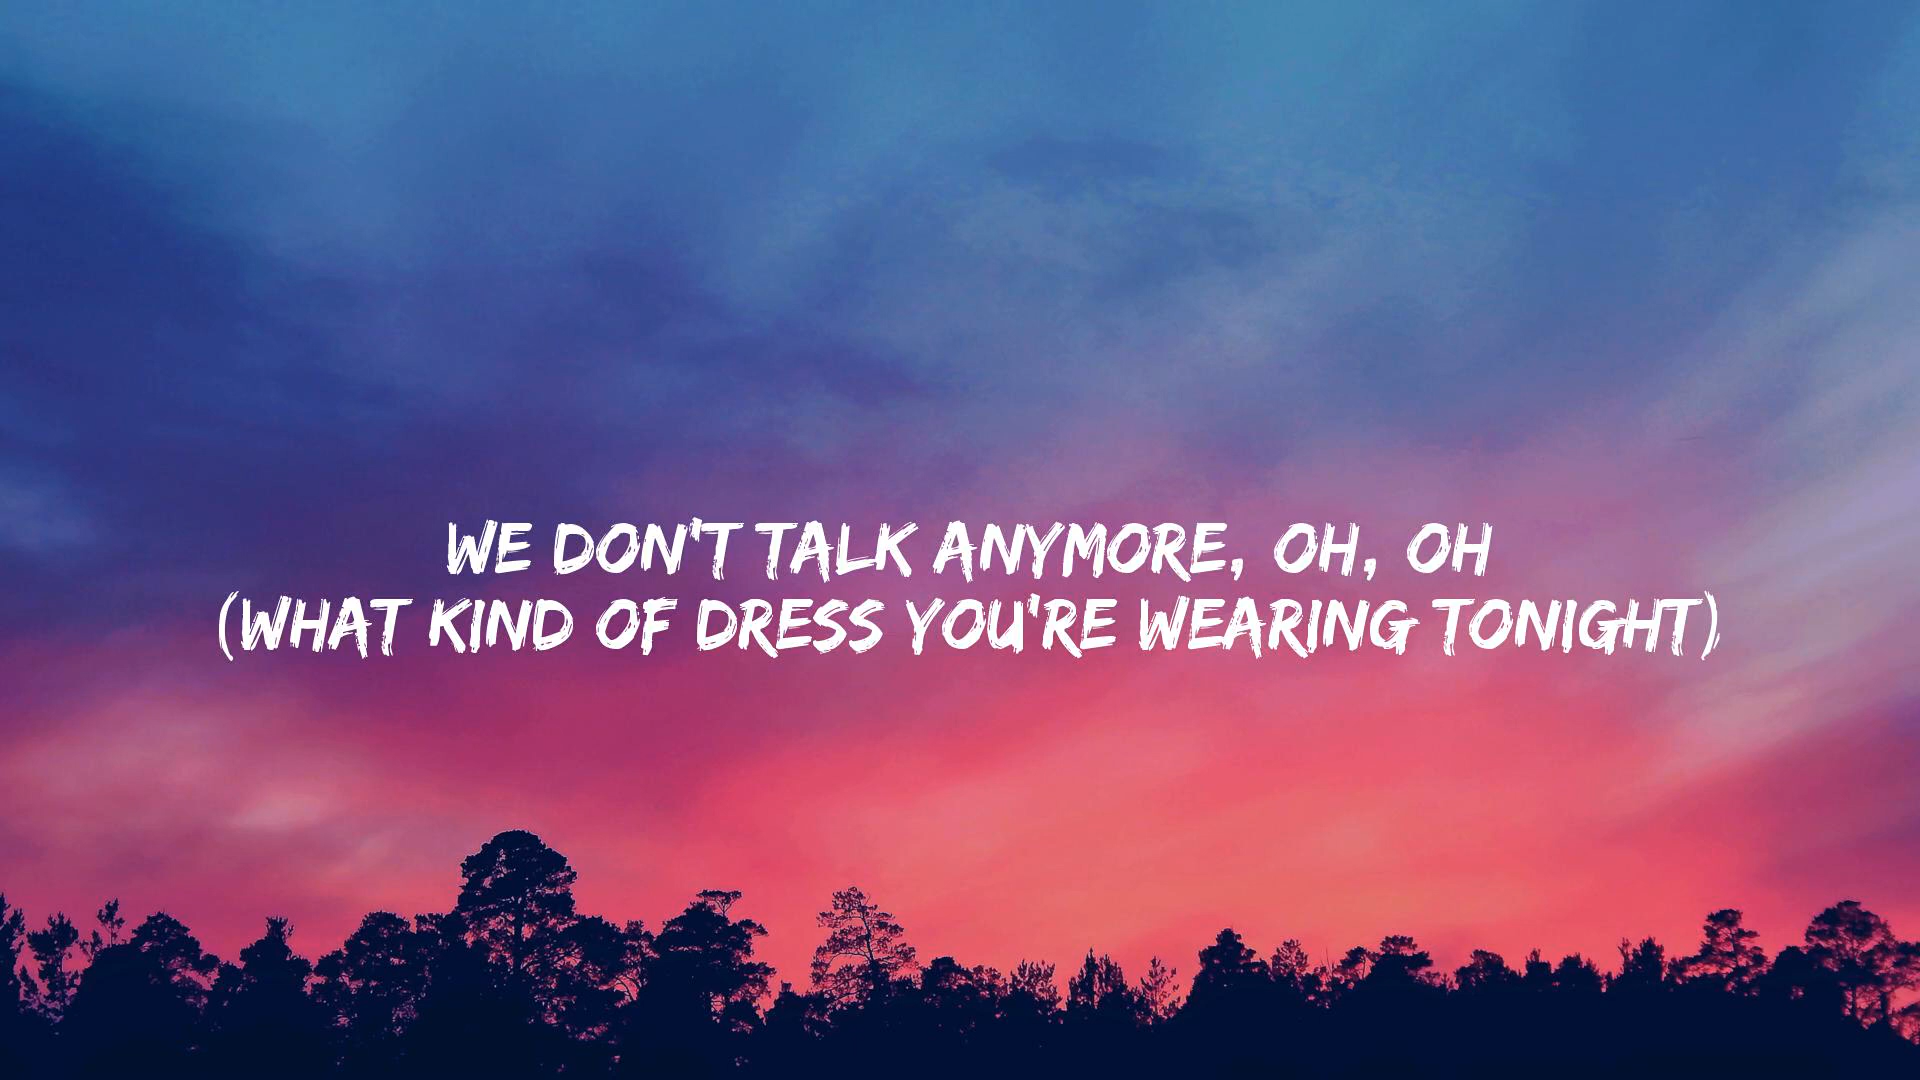 WE DON'T TALK ANYMORE, OH, OH
(WHAT KIND OF DRESS YOU'RE WEARING TONIGHT)